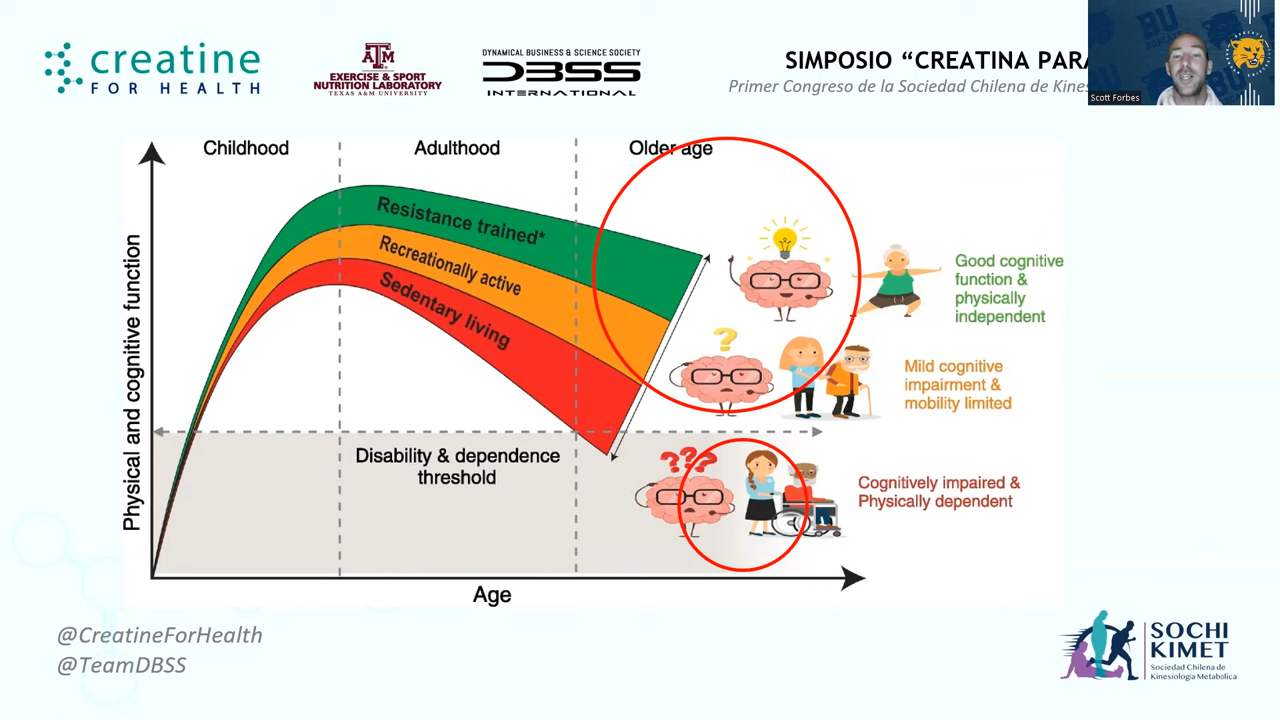 creatine
FOR HEALTH
ATM
EXERCISE & SPORT
NUTRITION LABORATORY
TEXAS A&M UNIVERSITY
DYNAMICAL BUSINESS & SCIENCE SOCIETY
DBSS
INTERNATIONAL
SIMPOSIO “CREATINA PARA
Primer Congreso de la Sociedad Chilena de Kines
BU
Scott Forbes
Childhood
Adulthood
Older age
Physical and cognitive function
Resistance trained*
Recreationally active
Sedentary living
Good cognitive
function &
physically
independent
?
Mild cognitive
impairment &
mobility limited
Disability & dependence
threshold
???
Cognitively impaired &
Physically dependent
Age
@CreatineForHealth
@TeamDBSS
SOCHI
KIMET
Sociedad Chilena de
Kinesiología Metabólica